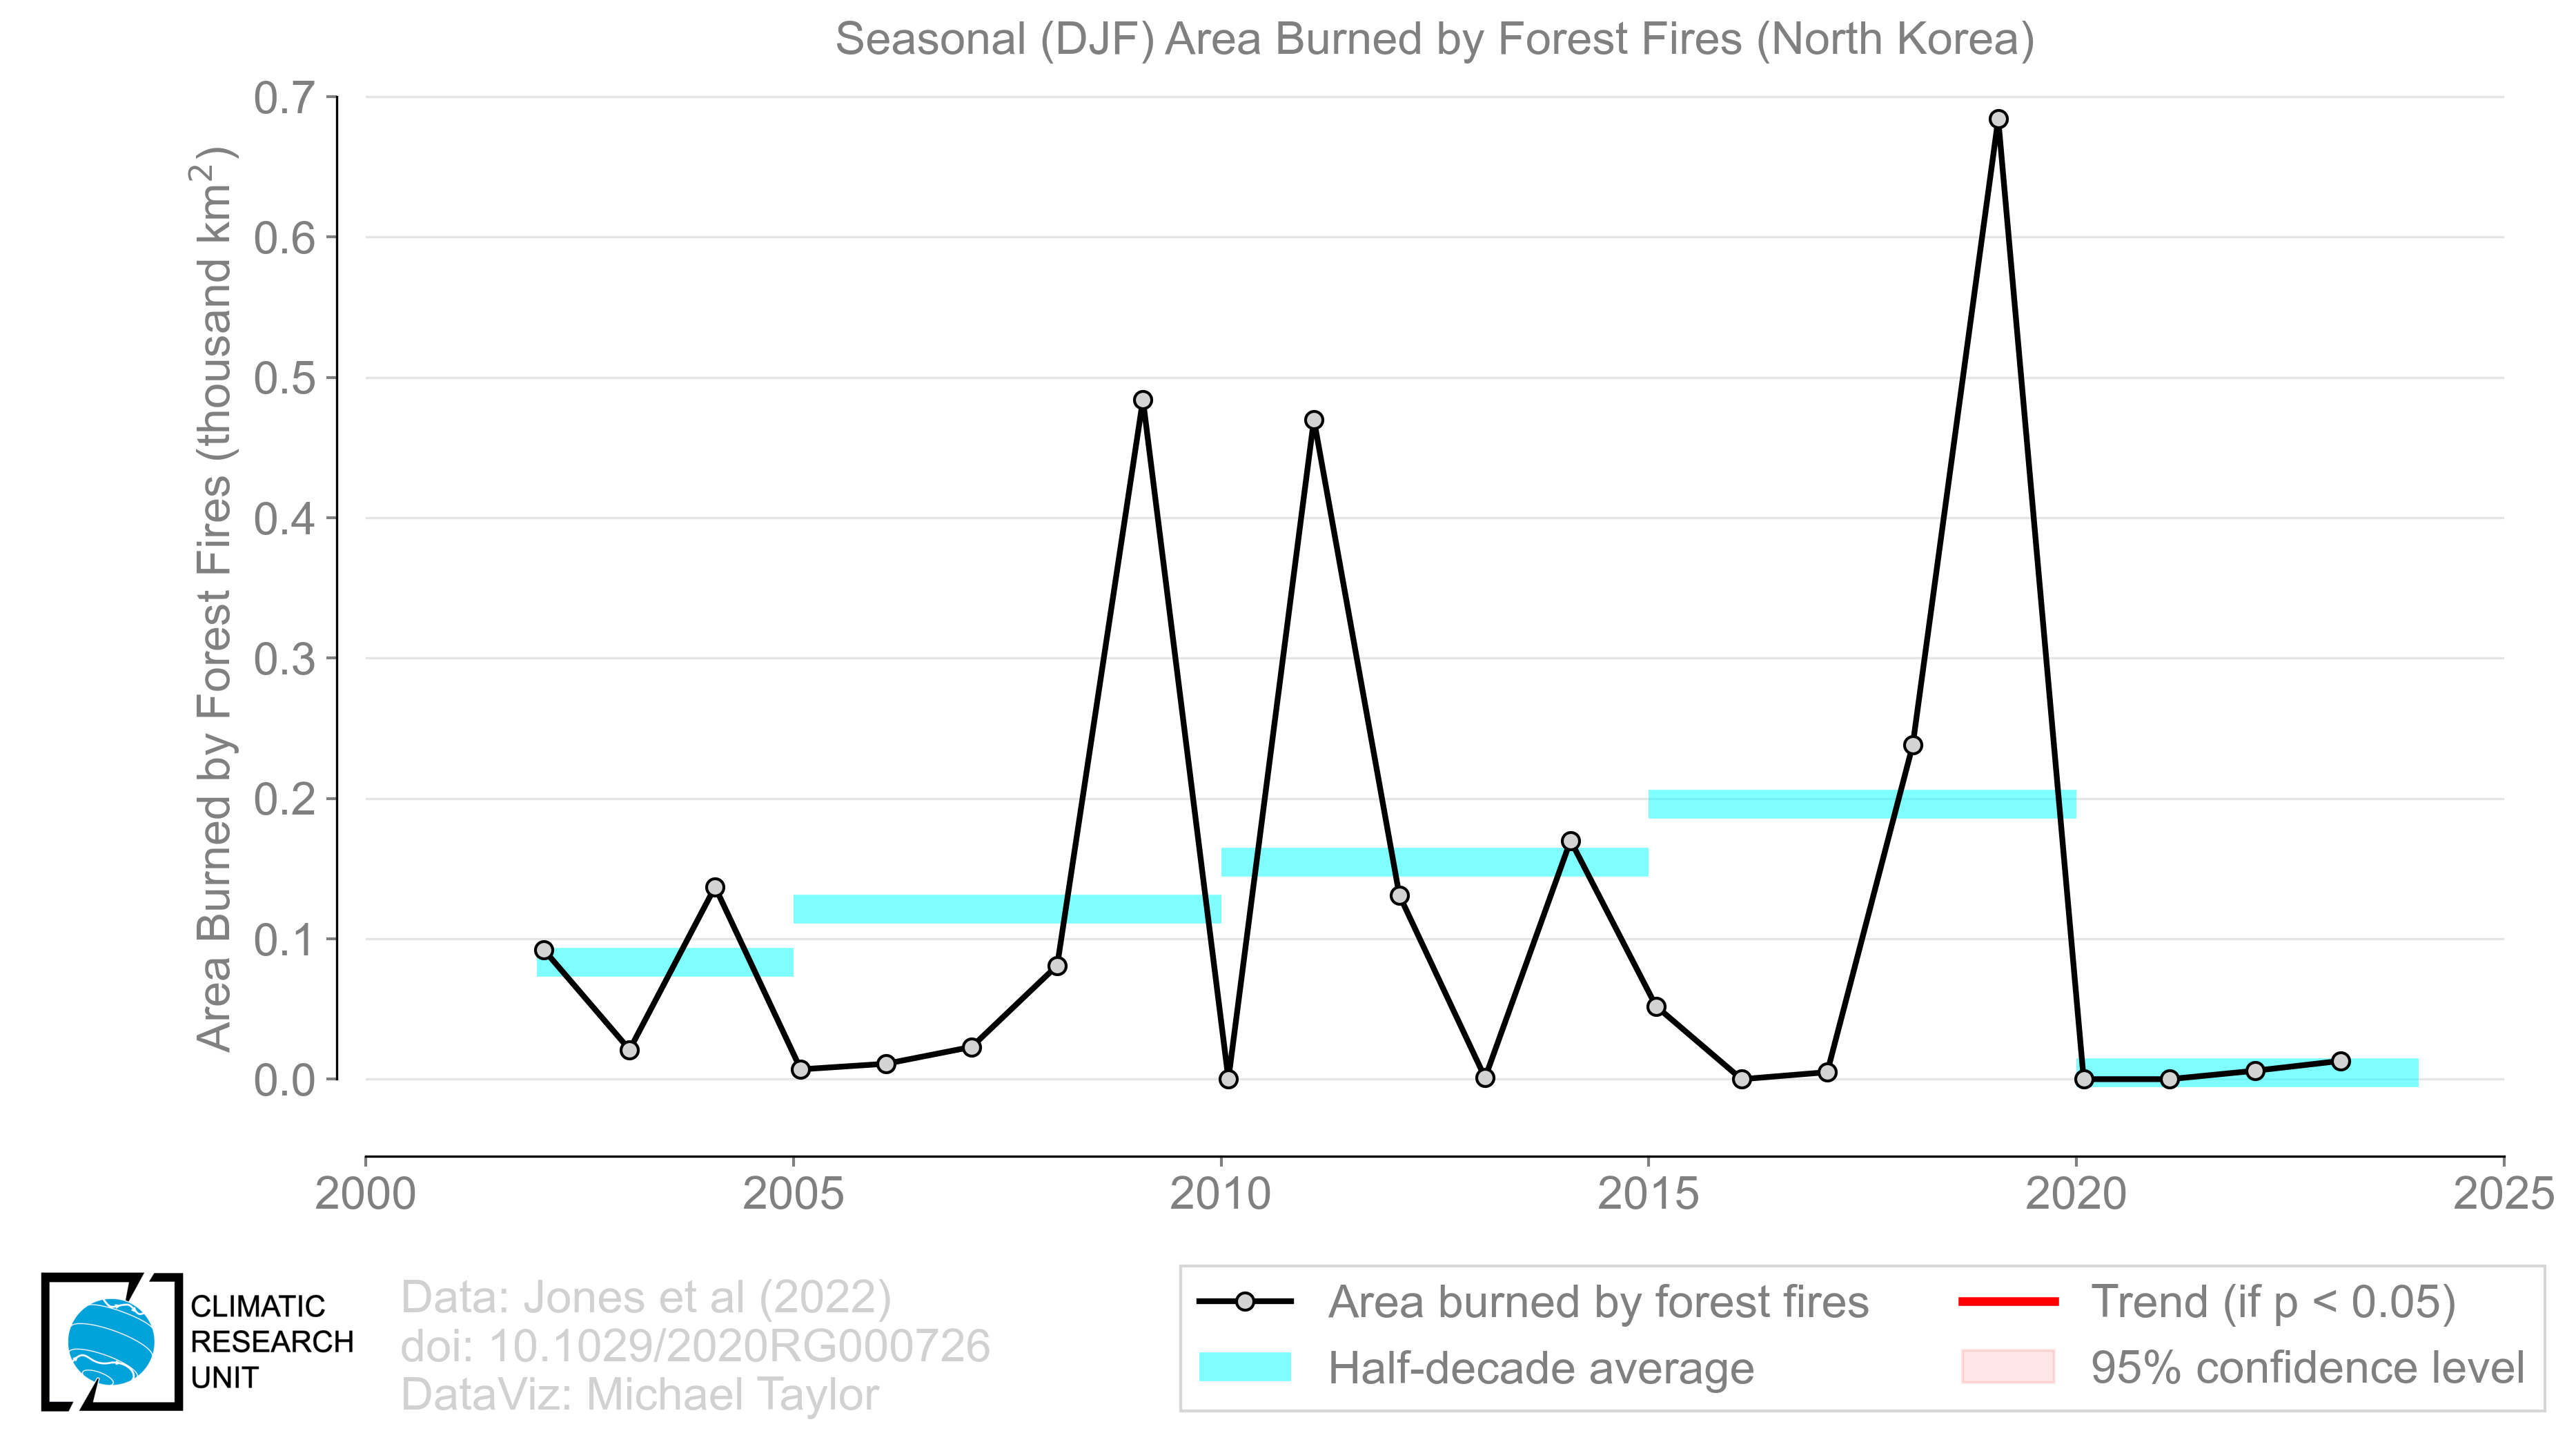 Seasonal (DJF) Area Burned by Forest Fires (North Korea)
Area Burned by Forest Fires (thousand km²)
0.7
0.6
0.5
0.4
0.3
0.2
0.1
0.0
2000 2005 2010 2015 2020 2025
CLIMATIC
RESEARCH
UNIT
Data: Jones et al (2022)
doi: 10.1029/2020RG000726
DataViz: Michael Taylor
Area burned by forest fires
Half-decade average
Trend (if p < 0.05)
95% confidence level